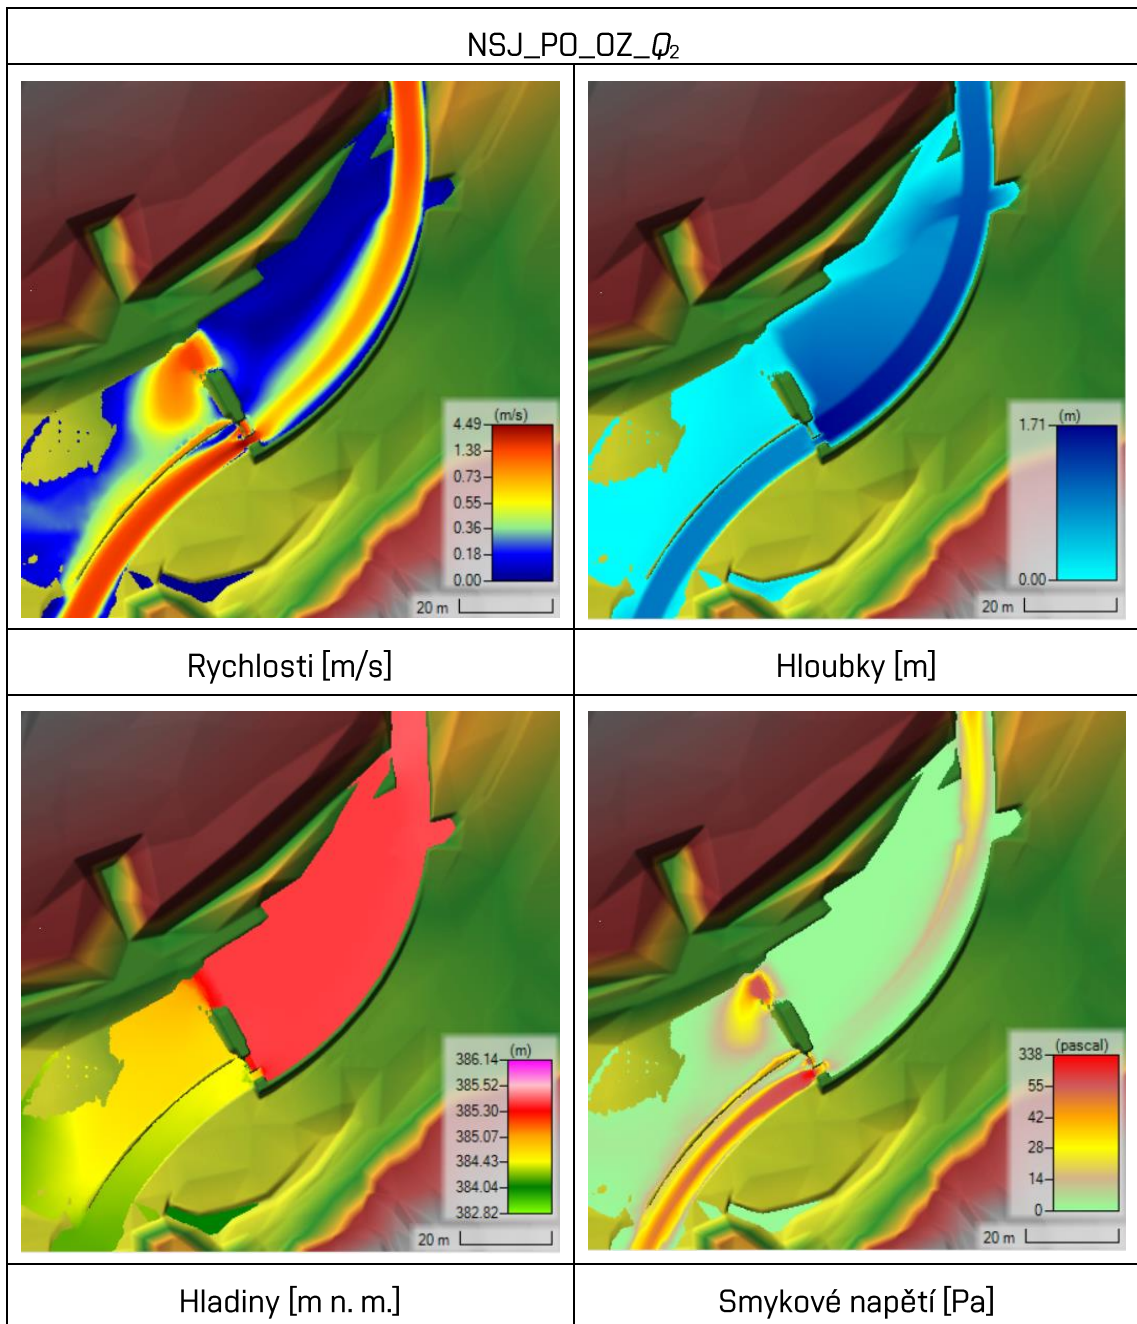 NSJ_PO_OZ_Q₂
(m/s)
4.49
1.38
0.73
0.55
0.36
0.18
0.00
20 m
(m)
1.71
0.00
20 m
Rychlosti [m/s]
Hloubky [m]
(m)
386.14
385.52
385.30
385.07
384.43
384.04
382.82
20 m
(pascal)
338
55
42
28
14
0
20 m
Hladiny [m n. m.]
Smykové napětí [Pa]